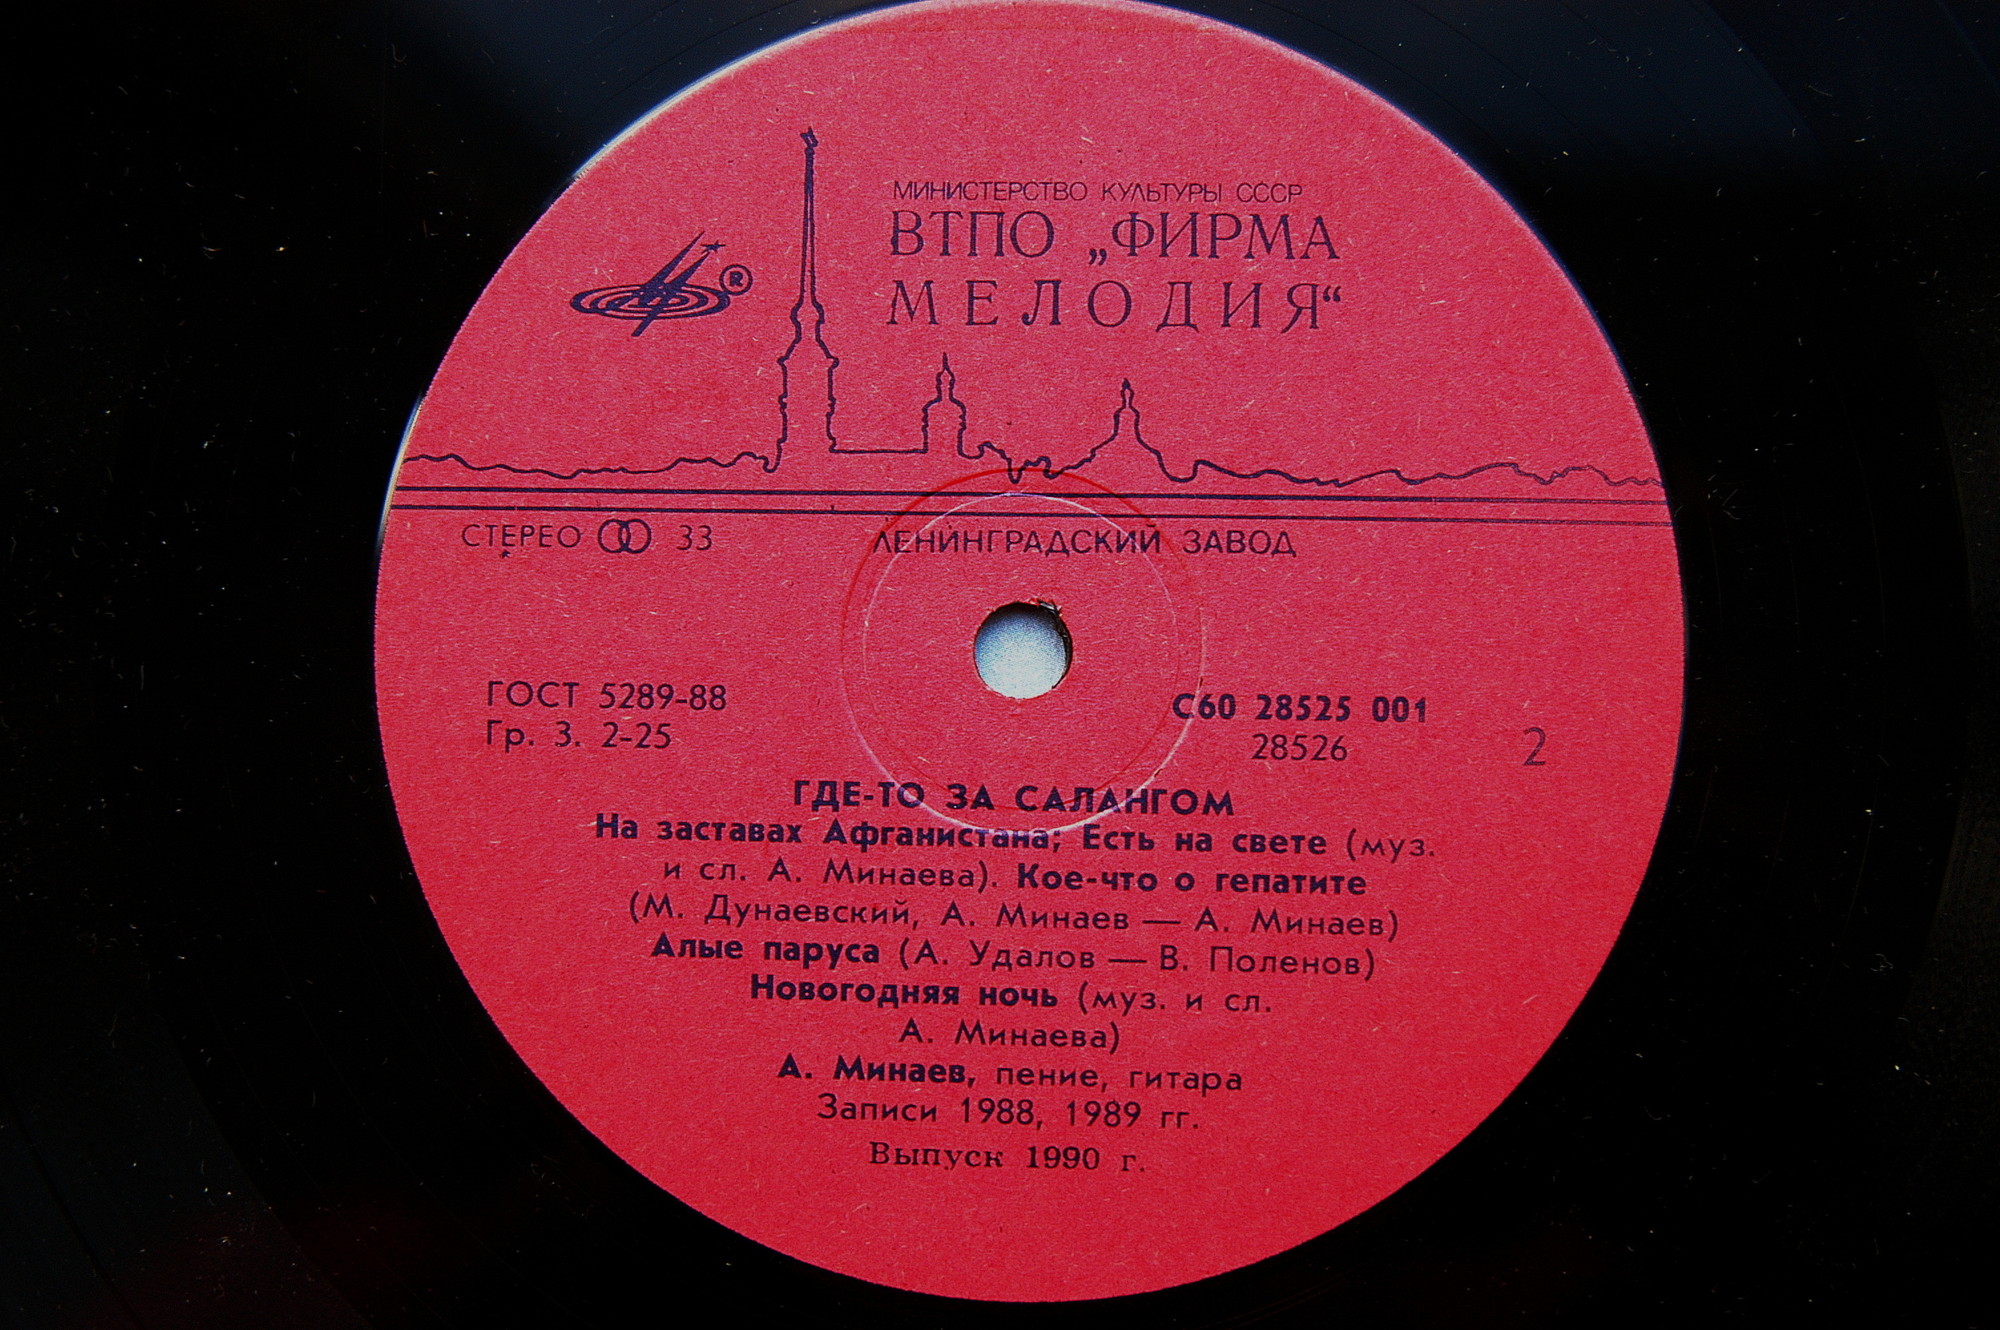 МИНИСТЕРСТВО КУЛЬТУРЫ СССР
ВТПО „ФИРМА
МЕЛОДИЯ“
®
СТЕРЕО 33
ЛЕНИНГРАДСКИЙ ЗАВОД
ГОСТ 5289-88
Гр. 3. 2-25
С60 28525 001
28526
2
ГДЕ-ТО ЗА САЛАНГОМ
На заставах Афганистана; Есть на свете (муз.
и сл. А. Минаева). Кое-что о гепатите
(М. Дунаевский, А. Минаев — А. Минаев)
Алые паруса (А. Удалов — В. Поленов)
Новогодняя ночь (муз. и сл.
А. Минаева)
А. Минаев, пение, гитара
Записи 1988, 1989 гг.
Выпуск 1990 г.